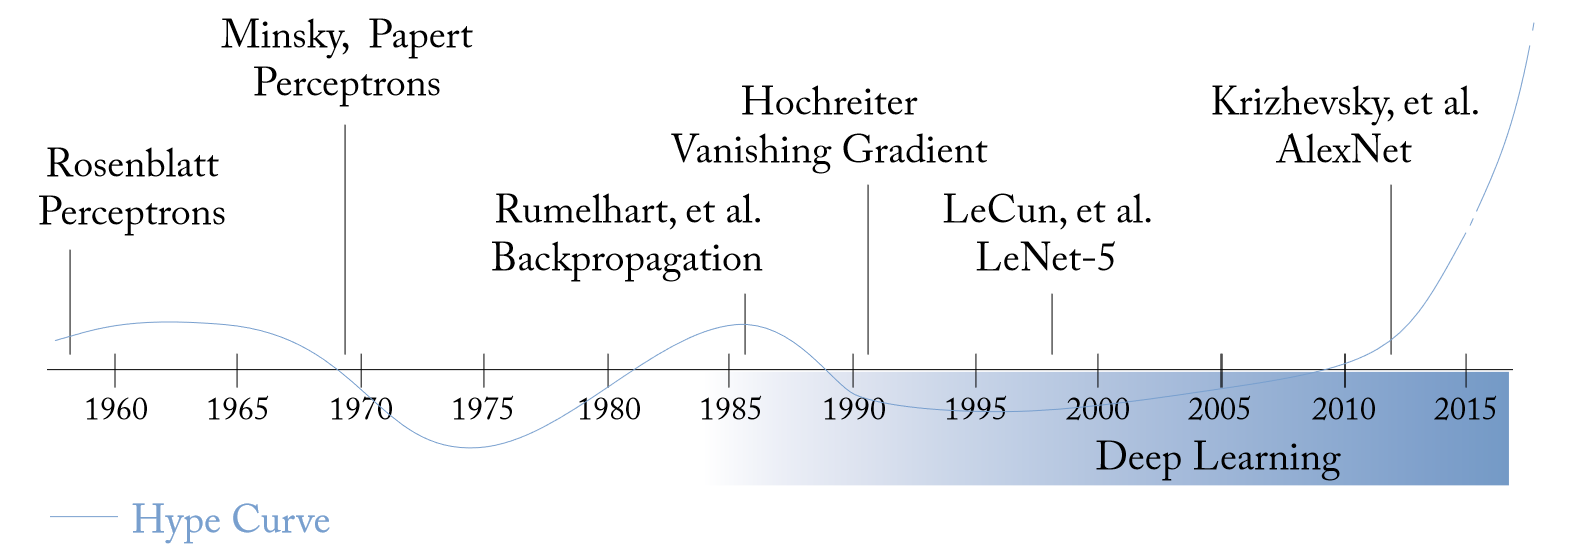 Minsky, Papert
Perceptrons
Hochreiter
Vanishing Gradient
Krizhevsky, et al.
AlexNet
Rosenblatt
Perceptrons
Rumelhart, et al.
Backpropagation
LeCun, et al.
LeNet-5
1960 1965 1970 1975 1980 1985 1990 1995 2000 2005 2010 2015
Deep Learning
Hype Curve